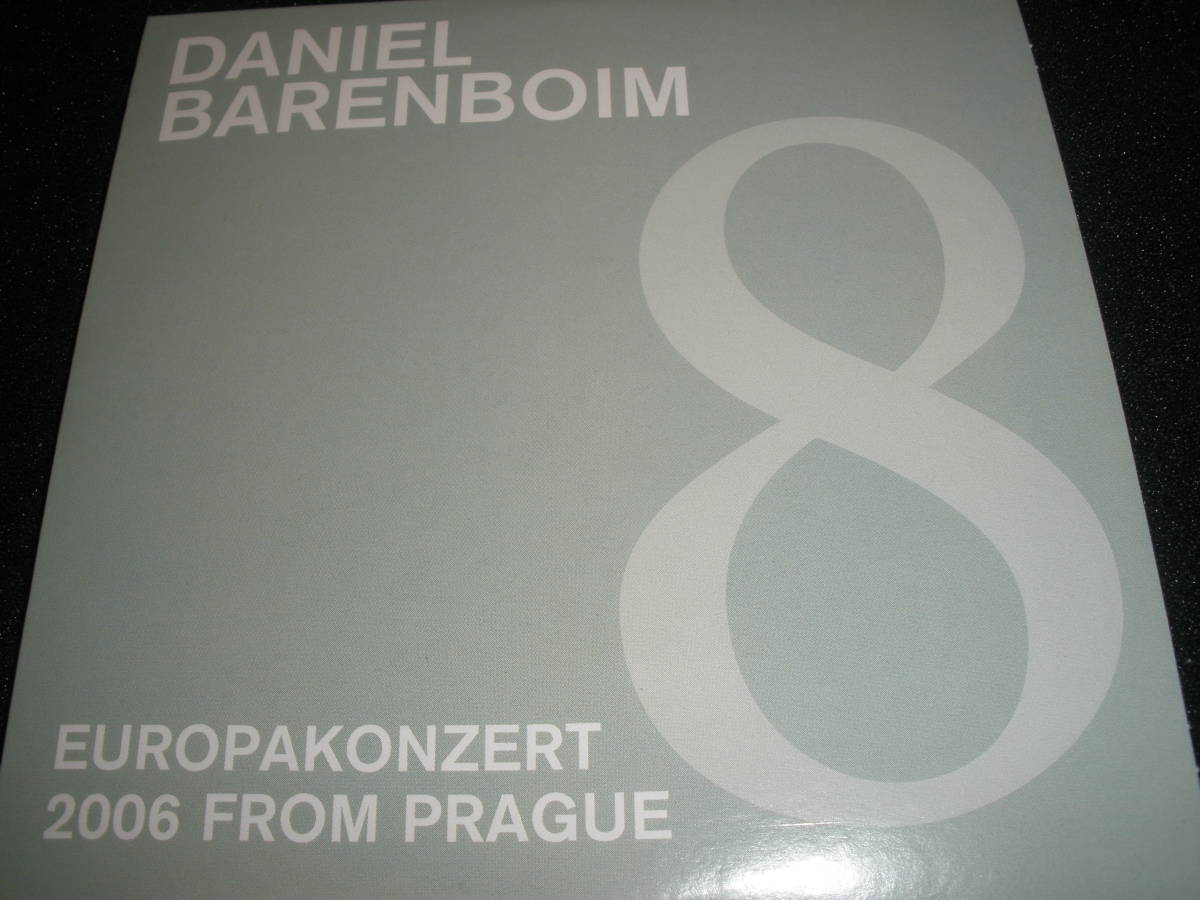 DANIEL
BARENBOIM
8
EUROPAKONZERT
2006 FROM PRAGUE